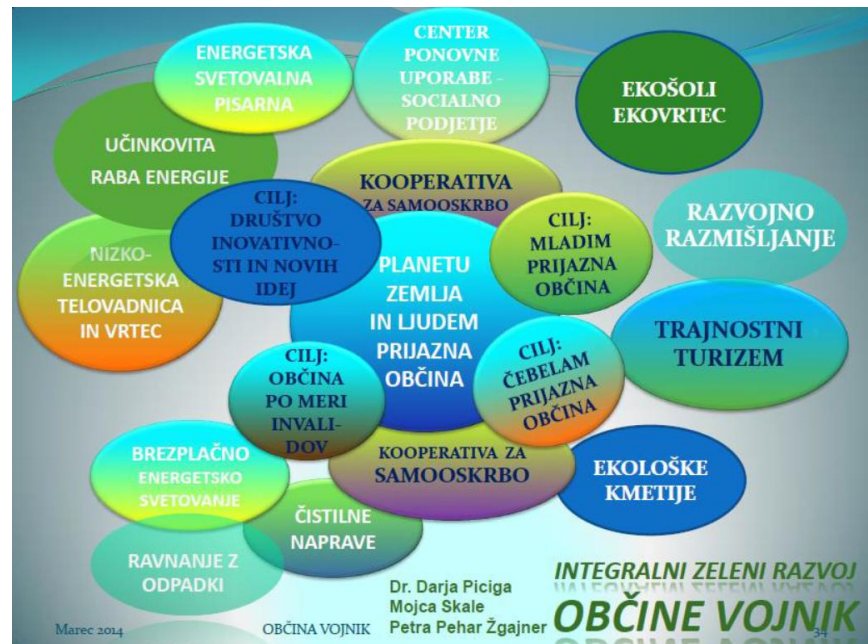 ENERGETSKA
SVETOVALNA
PISARNA
CENTER
PONOVNE
UPORABE -
SOCIALNO
PODJETJE
EKOŠOLI
EKOVRTEC
UČINKOVITA
RABA ENERGIJE
KOOPERATIVA
ZA SAMOOSKRBO
CILJ:
DRUŠTVO
INOVATIVNO-
STI IN NOVIH
IDEJ
CILJ:
MLADIM
PRIJAZNA
OBČINA
RAZVOJNO
RAZMIŠLJANJE
NIZKO-
ENERGETSKA
TELOVADNICA
IN VRTEC
PLANETU
ZEMLJA
IN LJUDEM
PRIJAZNA
OBČINA
TRAJNOSTNI
TURIZEM
CILJ:
OBČINA
PO MERI
INVALI-
DOV
CILJ:
ČEBELAM
PRIJAZNA
OBČINA
BREZPLAČNO
ENERGETSKO
SVETOVANJE
KOOPERATIVA ZA
SAMOOSKRBO
EKOLOŠKE
KMETIJE
ČISTILNE
NAPRAVE
RAVNANJE Z
ODPADKI
Dr. Darja Piciga
Mojca Skale
Petra Pehar Žgajner
INTEGRALNI ZELENI RAZVOJ
OBČINE VOJNIK
Marec 2014
OBČINA VOJNIK
34